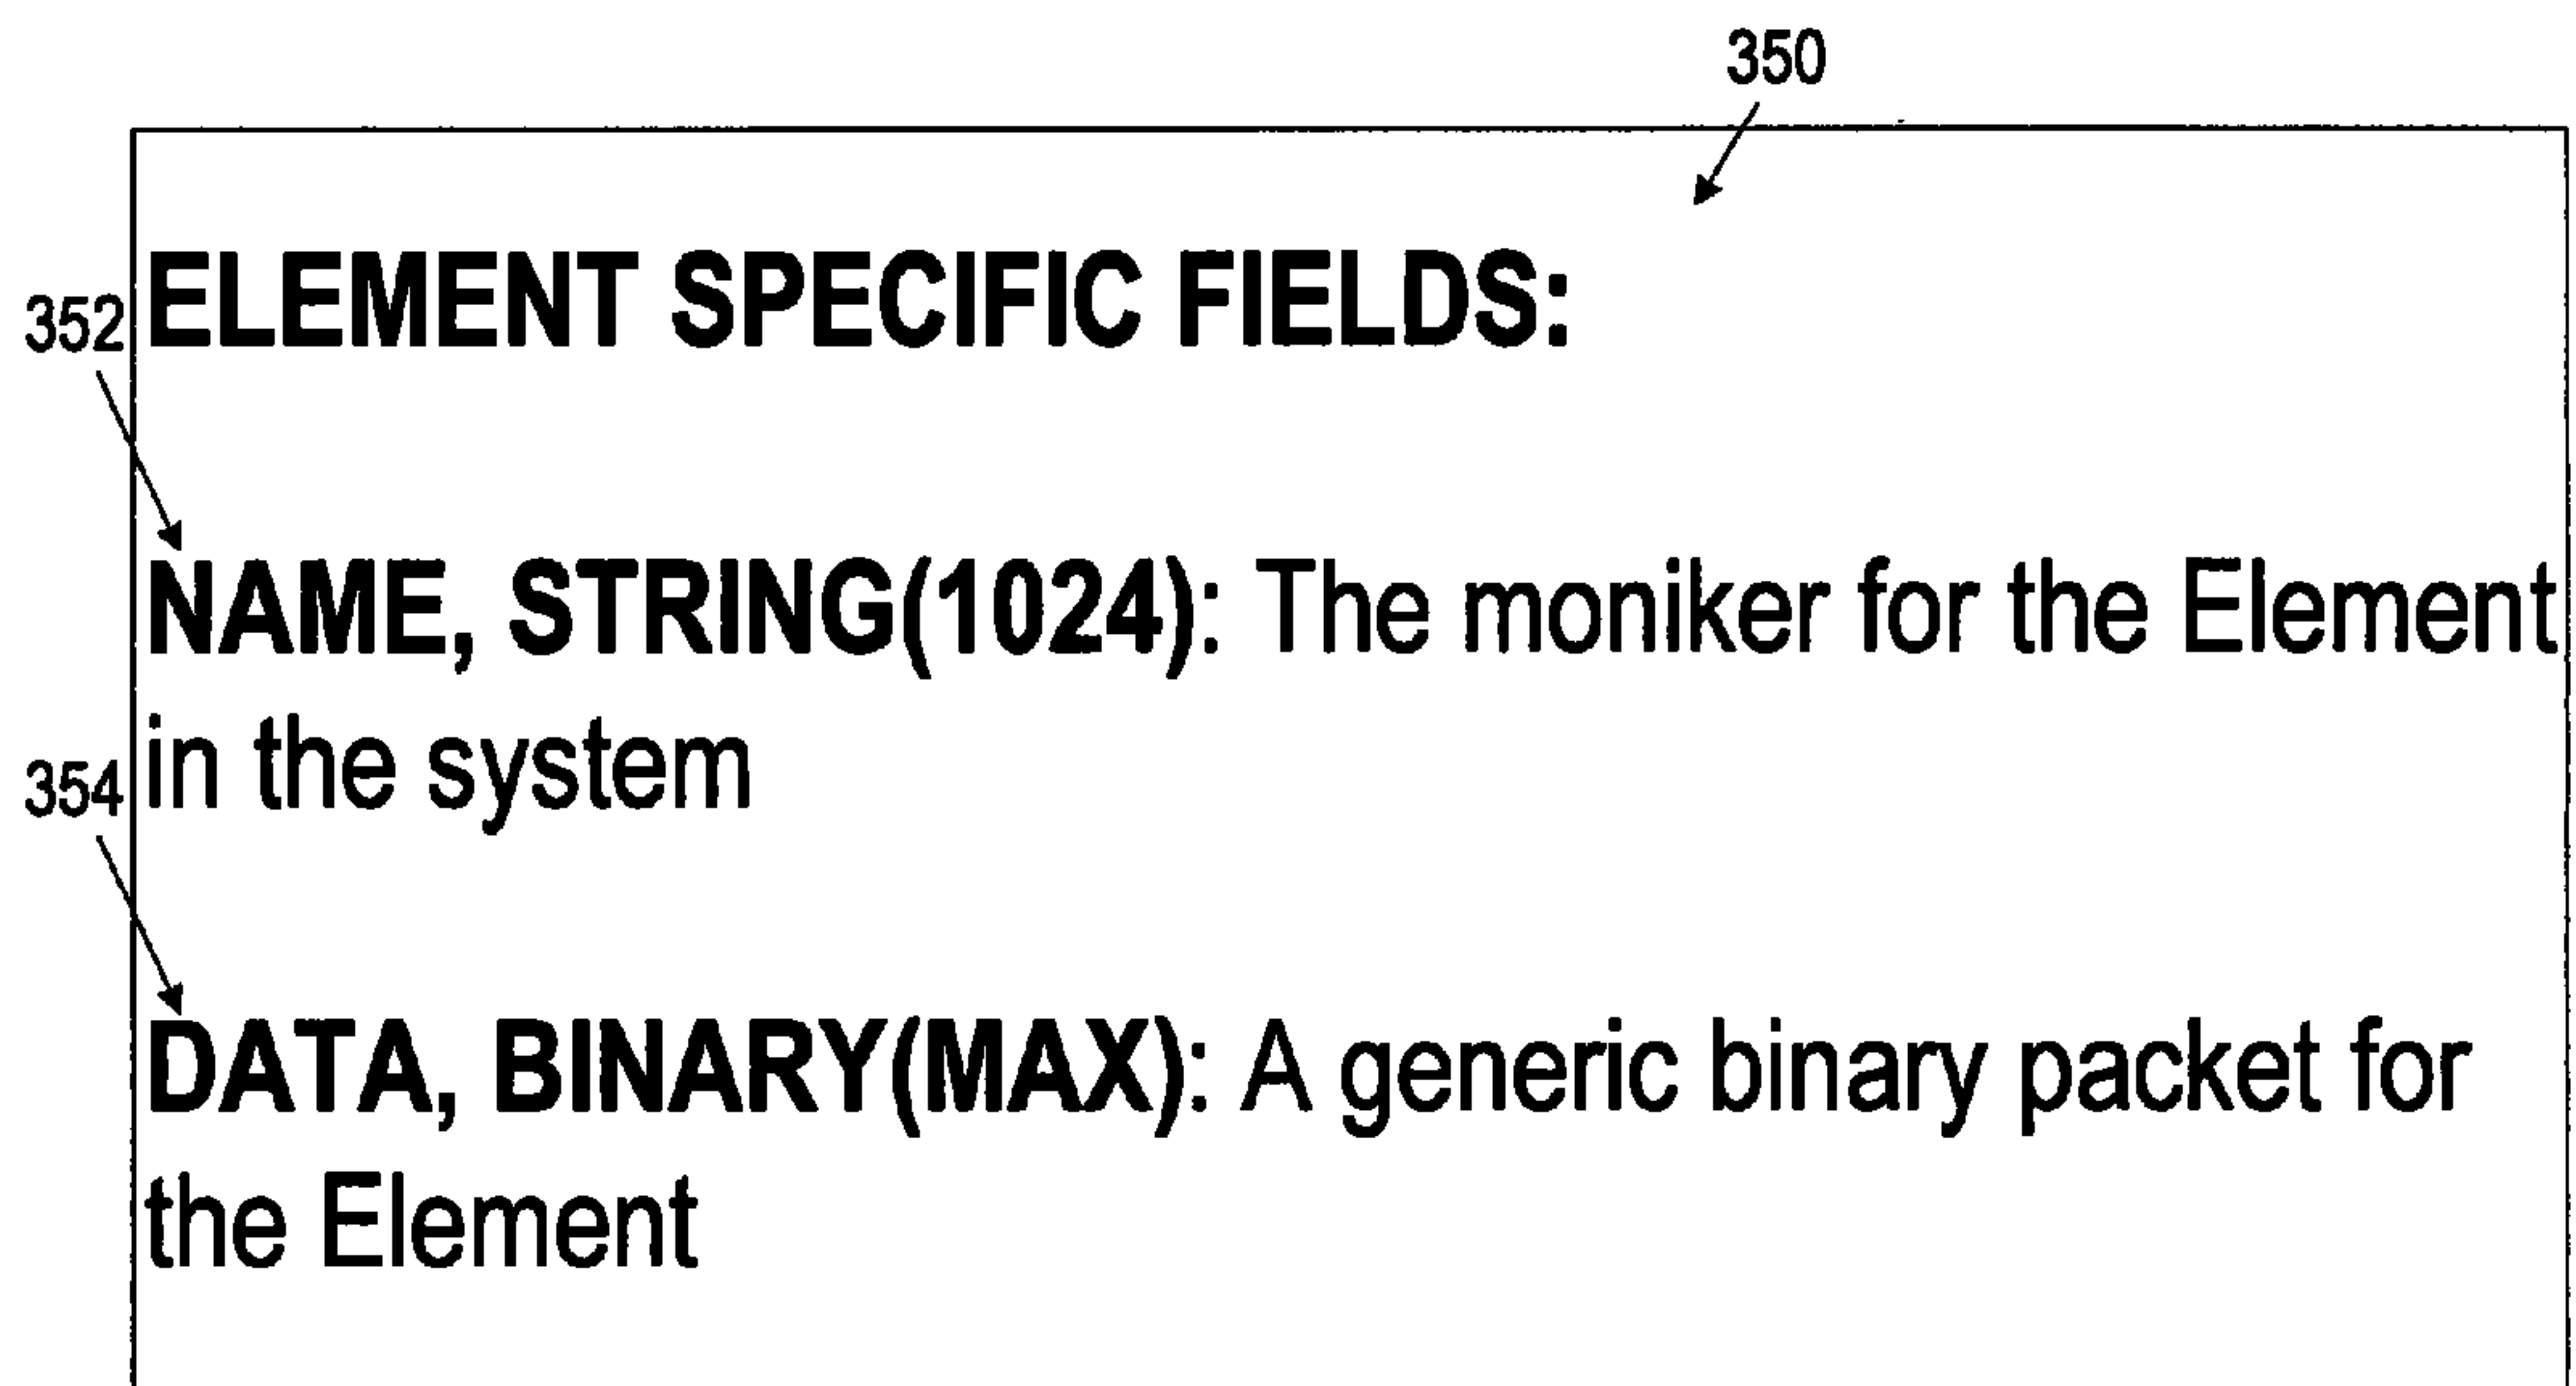 350
352
ELEMENT SPECIFIC FIELDS:
NAME, STRING(1024): The moniker for the Element
in the system
354
DATA, BINARY(MAX): A generic binary packet for
the Element